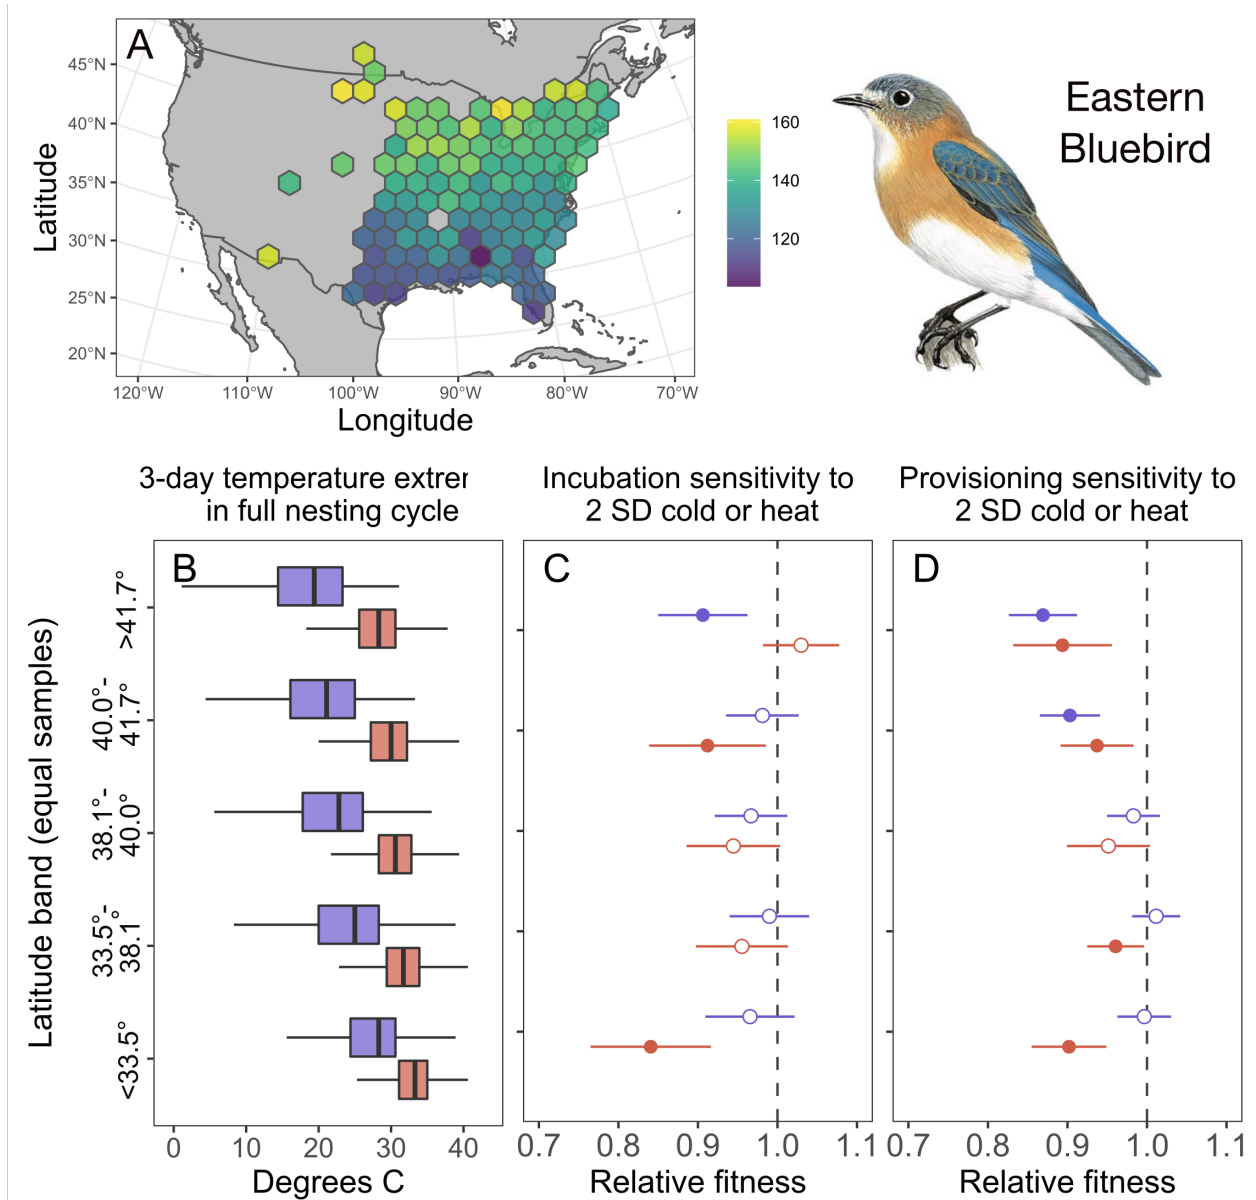 A
45°N
40°N
35°N
30°N
25°N
20°N
Latitude
120°W 110°W 100°W 90°W 80°W 70°W
Longitude
160
140
120
Eastern
Bluebird
3-day temperature extrer
in full nesting cycle
Incubation sensitivity to
2 SD cold or heat
Provisioning sensitivity to
2 SD cold or heat
B
C
D
Latitude band (equal samples)
>41.7°
40.0°-
41.7°
38.1°-
40.0°
33.5°-
38.1°
<33.5°
0 10 20 30 40
Degrees C
0.7 0.8 0.9 1.0 1.1
Relative fitness
0.7 0.8 0.9 1.0 1.1
Relative fitness